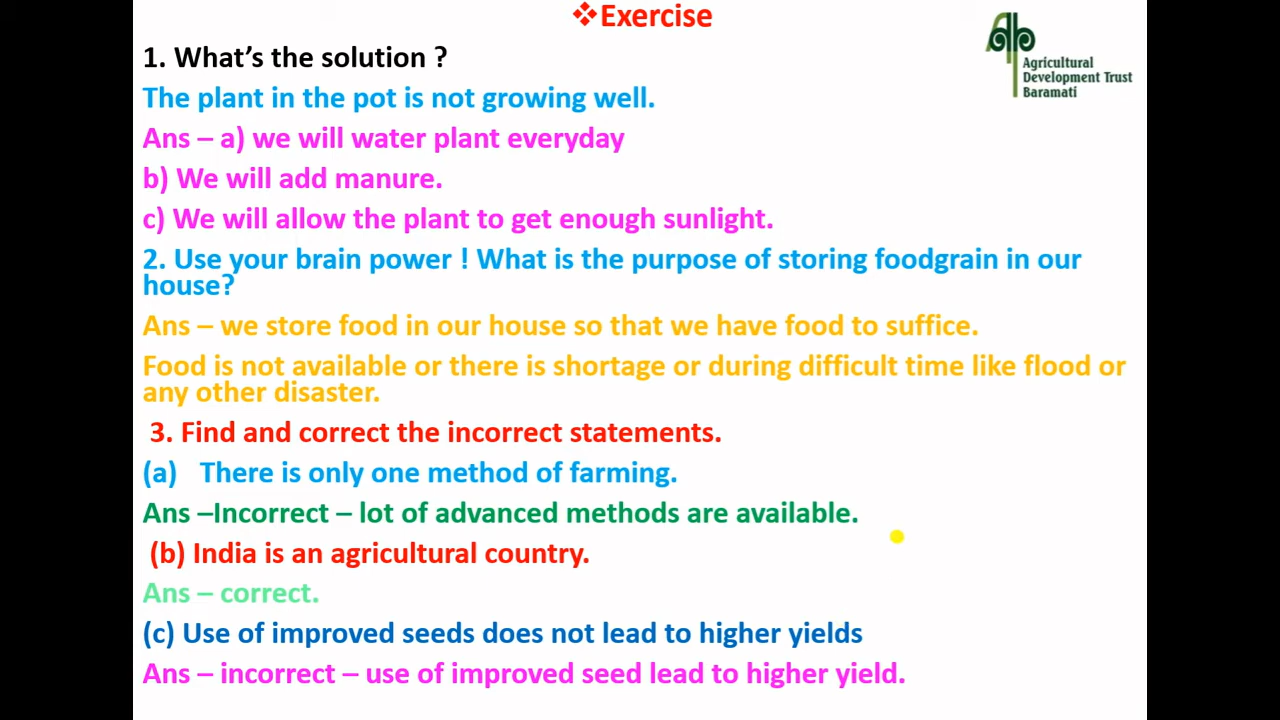 ❖Exercise
Agricultural
Development Trust
Baramati
1. What's the solution ?
The plant in the pot is not growing well.
Ans – a) we will water plant everyday
b) We will add manure.
c) We will allow the plant to get enough sunlight.
2. Use your brain power ! What is the purpose of storing foodgrain in our
house?
Ans – we store food in our house so that we have food to suffice.
Food is not available or there is shortage or during difficult time like flood or
any other disaster.
3. Find and correct the incorrect statements.
(a) There is only one method of farming.
Ans –Incorrect – lot of advanced methods are available.
(b) India is an agricultural country.
Ans – correct.
(c) Use of improved seeds does not lead to higher yields
Ans – incorrect – use of improved seed lead to higher yield.